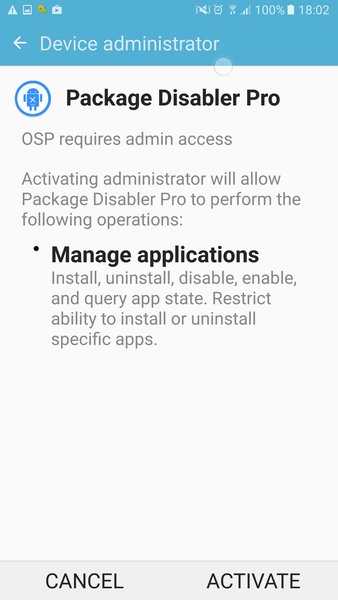 100% 18:02
Device administrator
Package Disabler Pro
OSP requires admin access
Activating administrator will allow
Package Disabler Pro to perform the
following operations:
• Manage applications
Install, uninstall, disable, enable,
and query app state. Restrict
ability to install or uninstall
specific apps.
CANCEL ACTIVATE